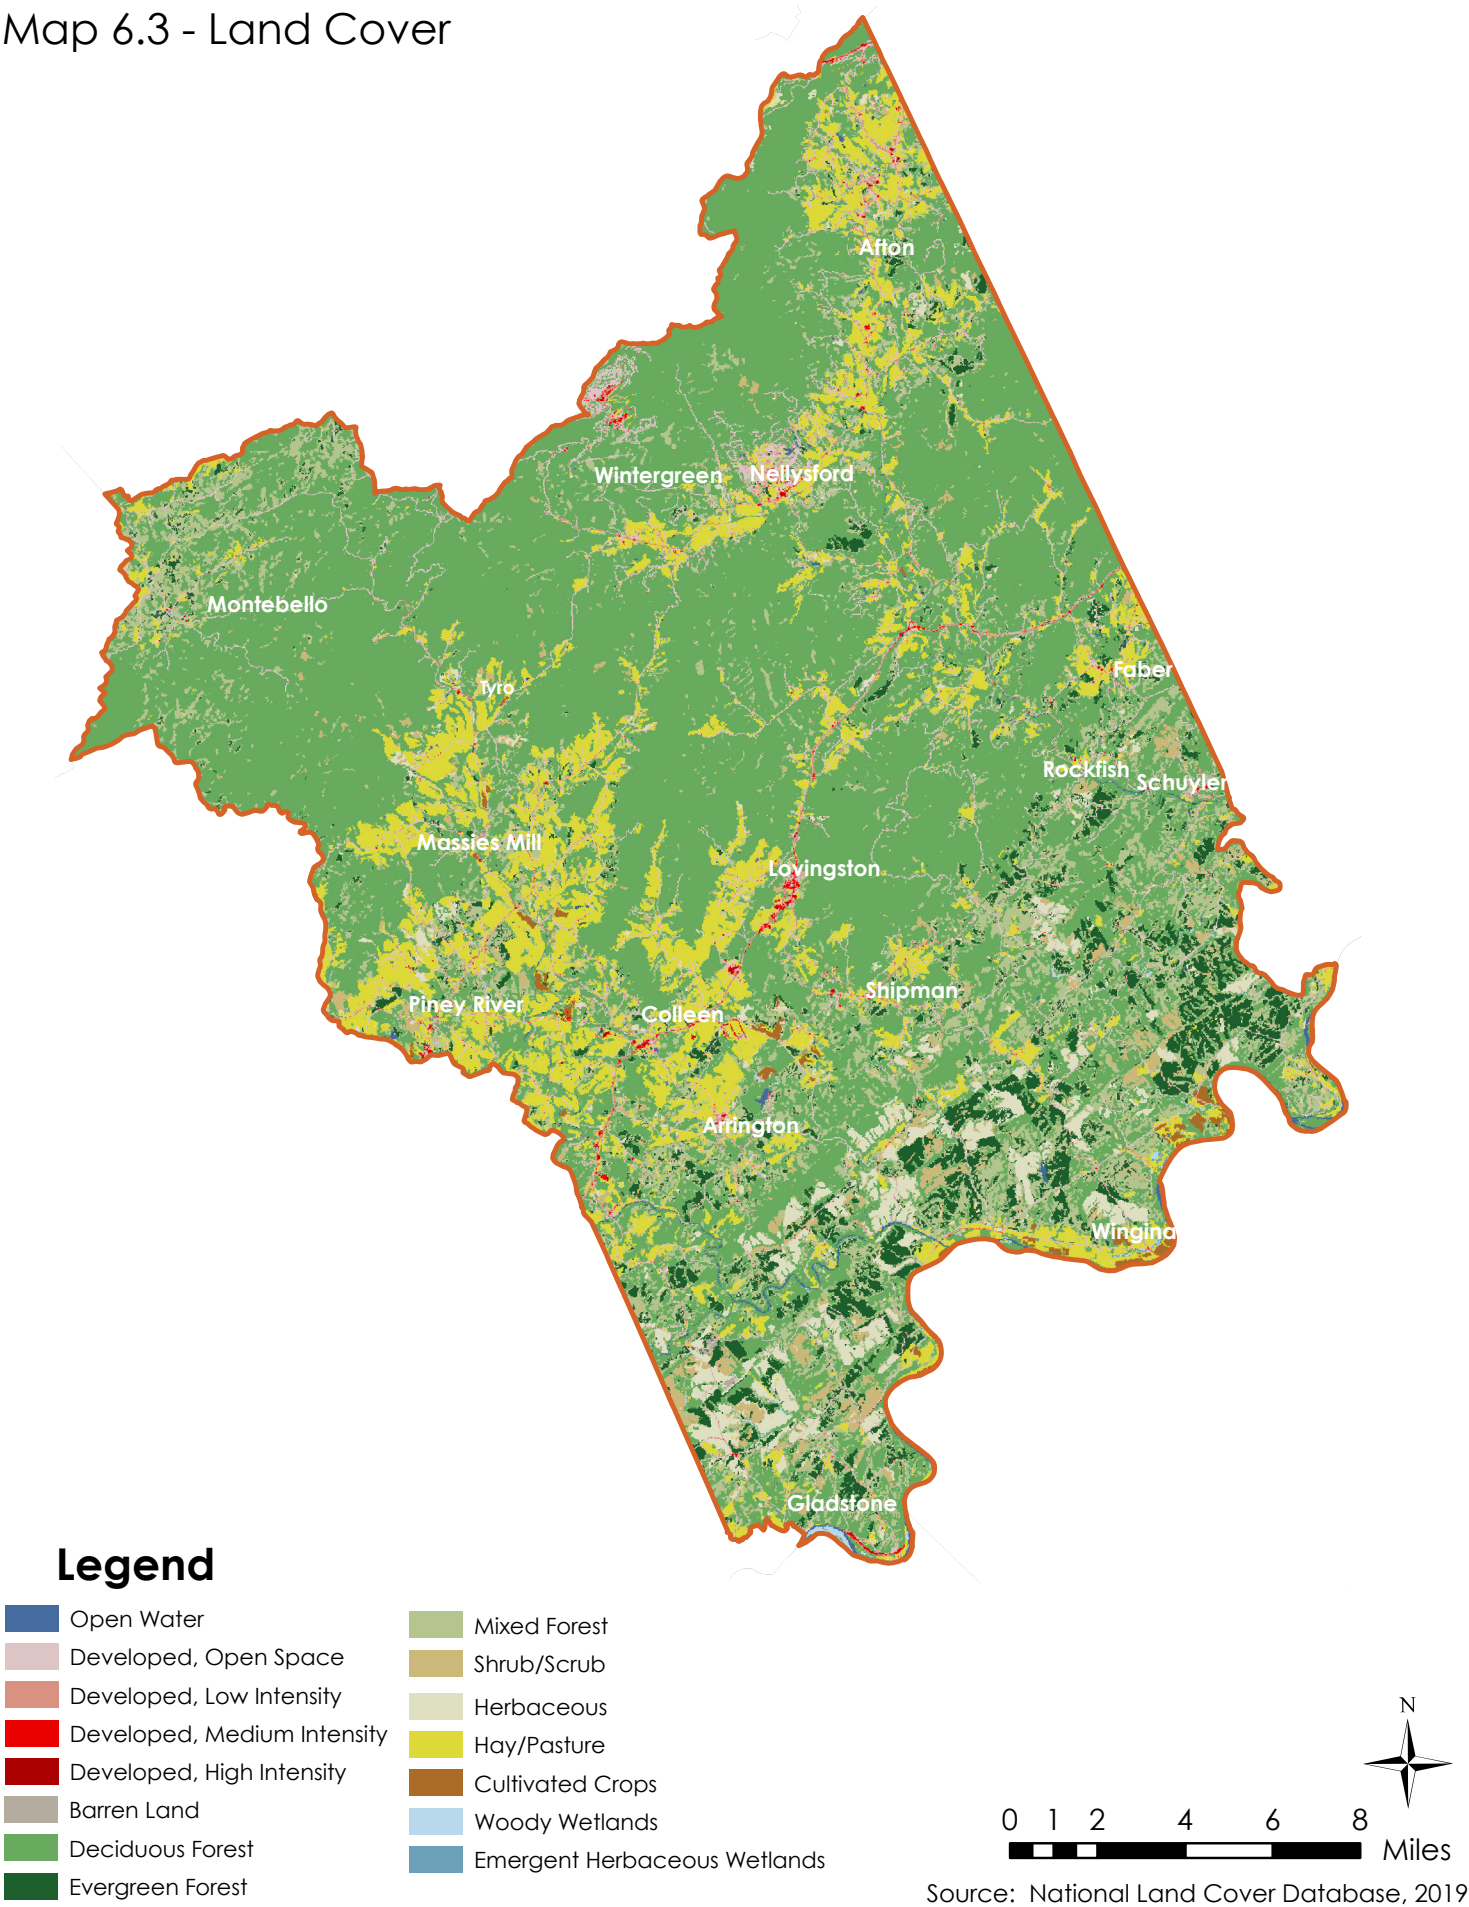 Map 6.3 - Land Cover
Afton
Wintergreen
Nellysford
Montebello
Tyro
Faber
Rockfish
Schuyler
Massies Mill
Lovingston
Shipman
Piney River
Colleen
Arrington
Wingina
Gladstone
Legend
Open Water
Developed, Open Space
Developed, Low Intensity
Developed, Medium Intensity
Developed, High Intensity
Barren Land
Deciduous Forest
Evergreen Forest
Mixed Forest
Shrub/Scrub
Herbaceous
Hay/Pasture
Cultivated Crops
Woody Wetlands
Emergent Herbaceous Wetlands
N
0 1 2 4 6 8
Miles
Source: National Land Cover Database, 2019